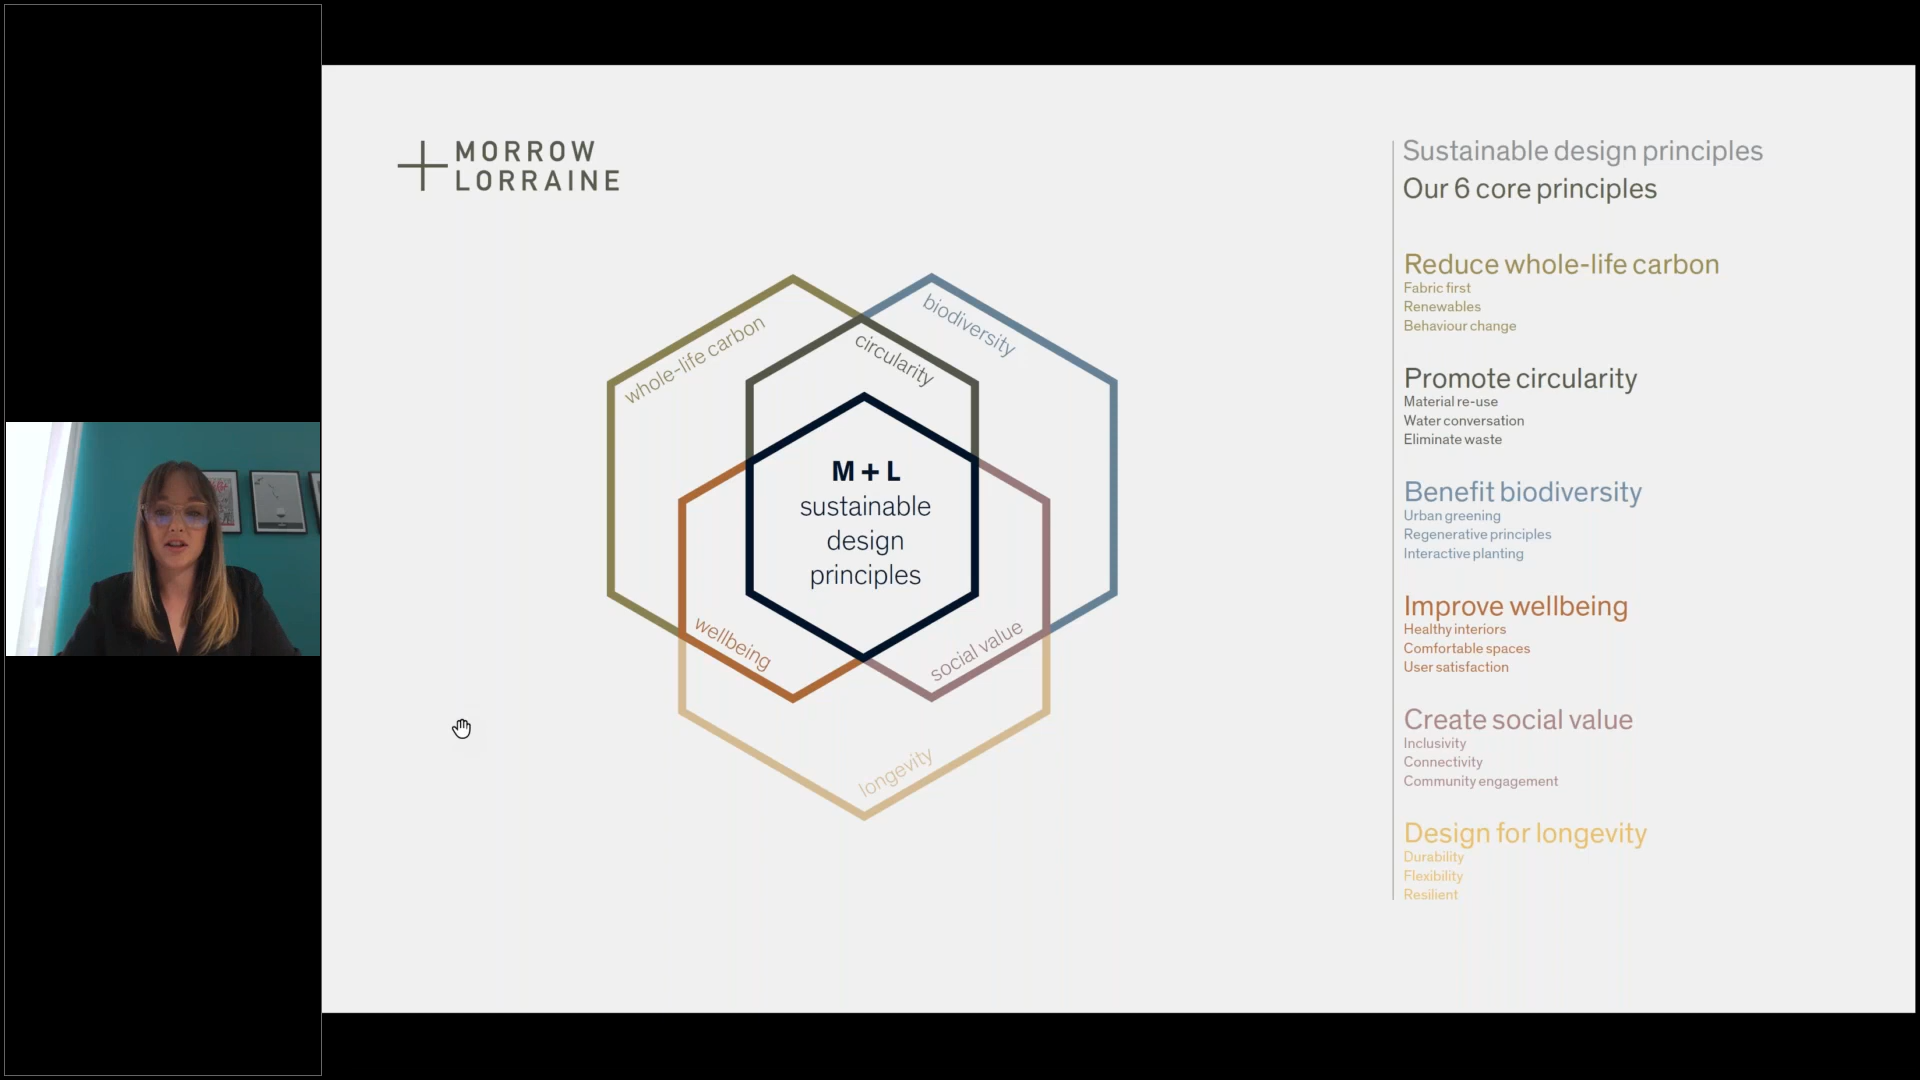 MORROW
LORRAINE
whole-life carbon
biodiversity
circularity
M + L
sustainable
design
principles
wellbeing
social value
longevity
Sustainable design principles
Our 6 core principles
Reduce whole-life carbon
Fabric first
Renewables
Behaviour change
Promote circularity
Material re-use
Water conversation
Eliminate waste
Benefit biodiversity
Urban greening
Regenerative principles
Interactive planting
Improve wellbeing
Healthy interiors
Comfortable spaces
User satisfaction
Create social value
Inclusivity
Connectivity
Community engagement
Design for longevity
Durability
Flexibility
Resilient